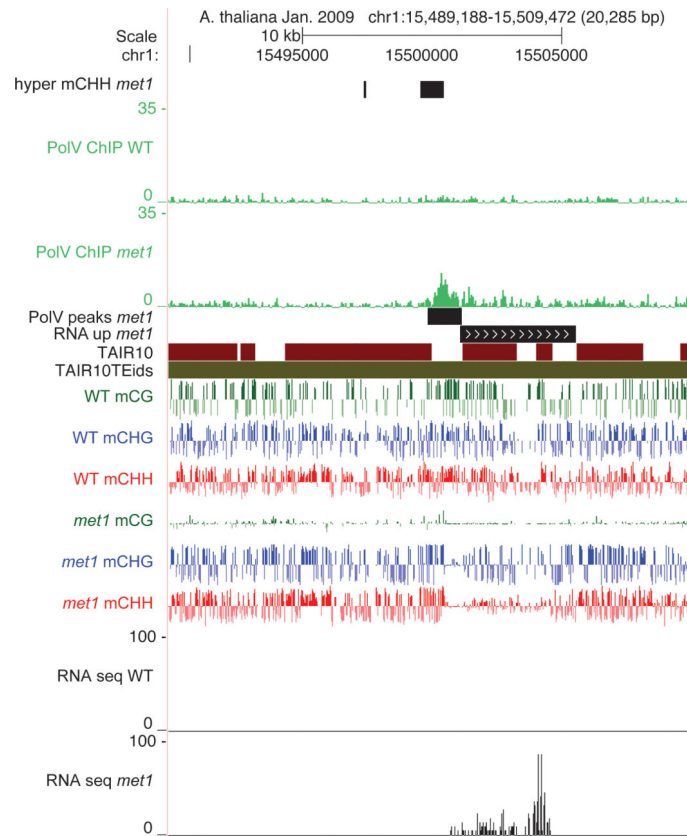 A. thaliana Jan. 2009 chr1:15,489,188-15,509,472 (20,285 bp)
Scale 10 kb
chr1: 15495000 15500000 15505000
hyper mCHH met1
35
PolV ChIP WT
0
35
PolV ChIP met1
0
PolV peaks met1
RNA up met1
TAIR10
TAIR10TEids
WT mCG
WT mCHG
WT mCHH
met1 mCG
met1 mCHG
met1 mCHH
100
RNA seq WT
0
100
RNA seq met1
0